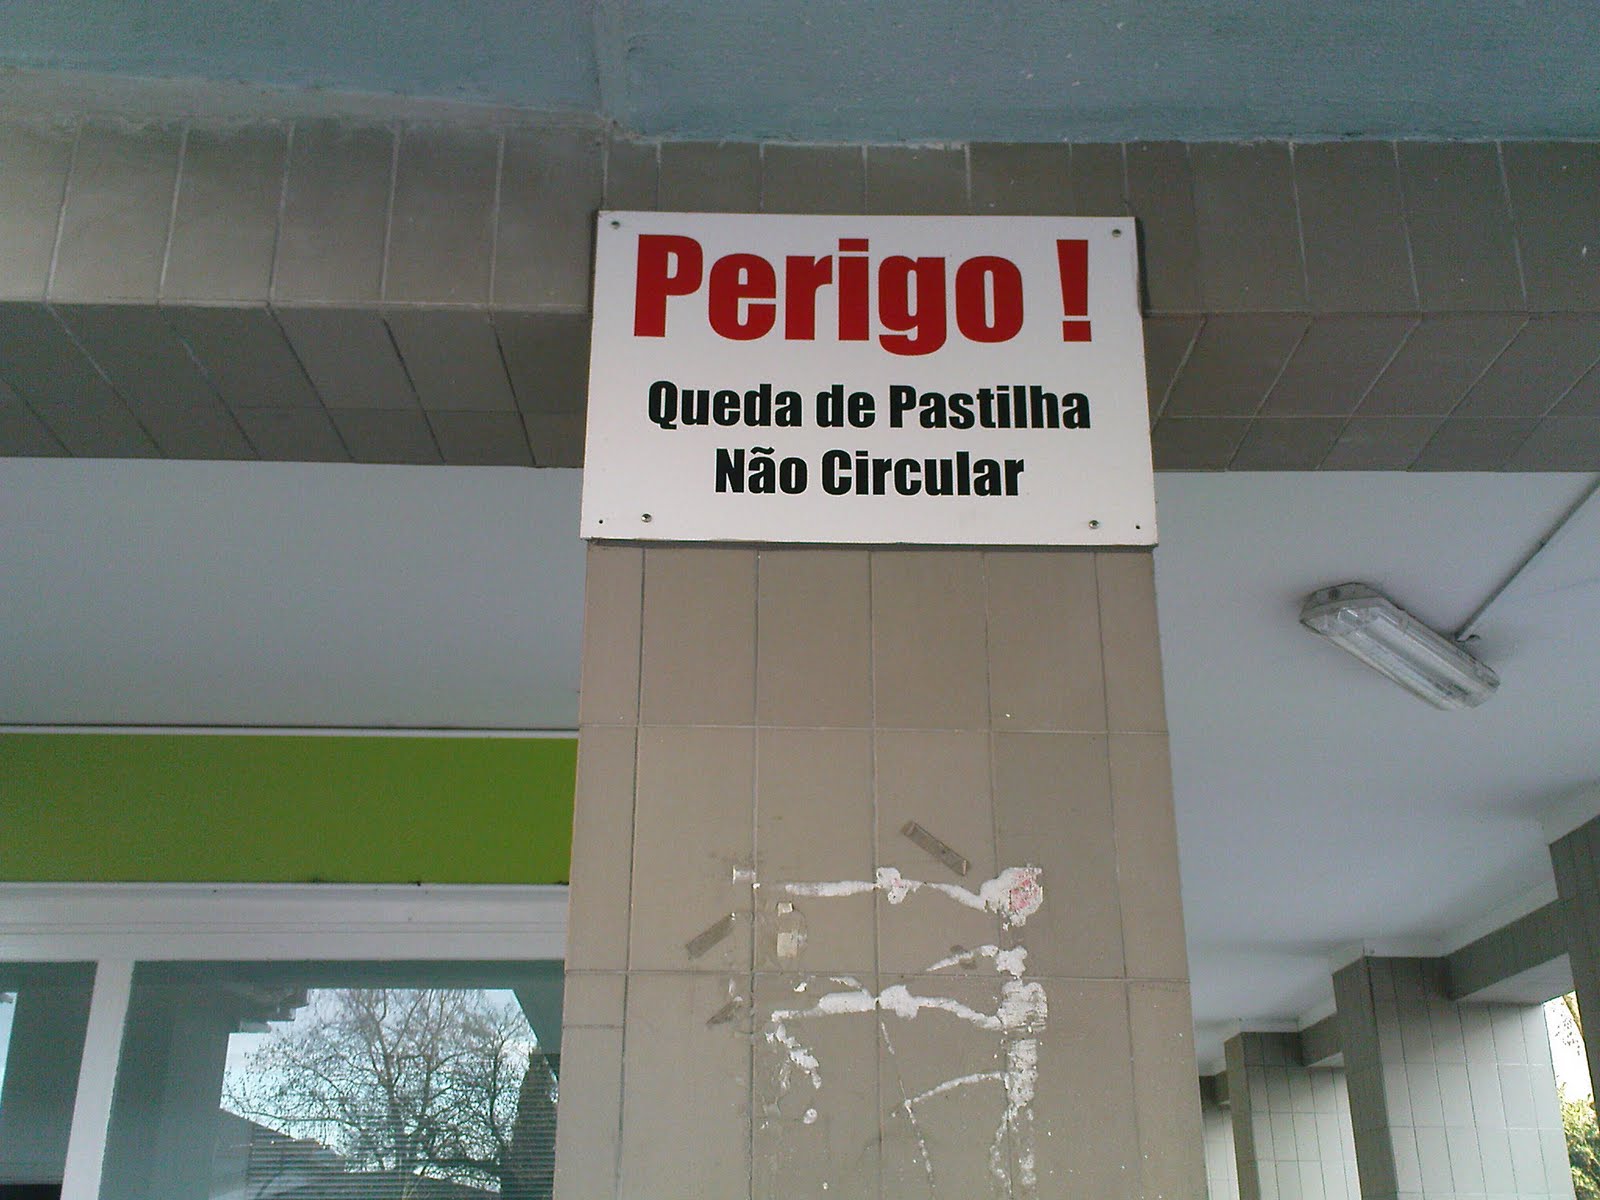 Perigo !
Queda de Pastilha
Não Circular